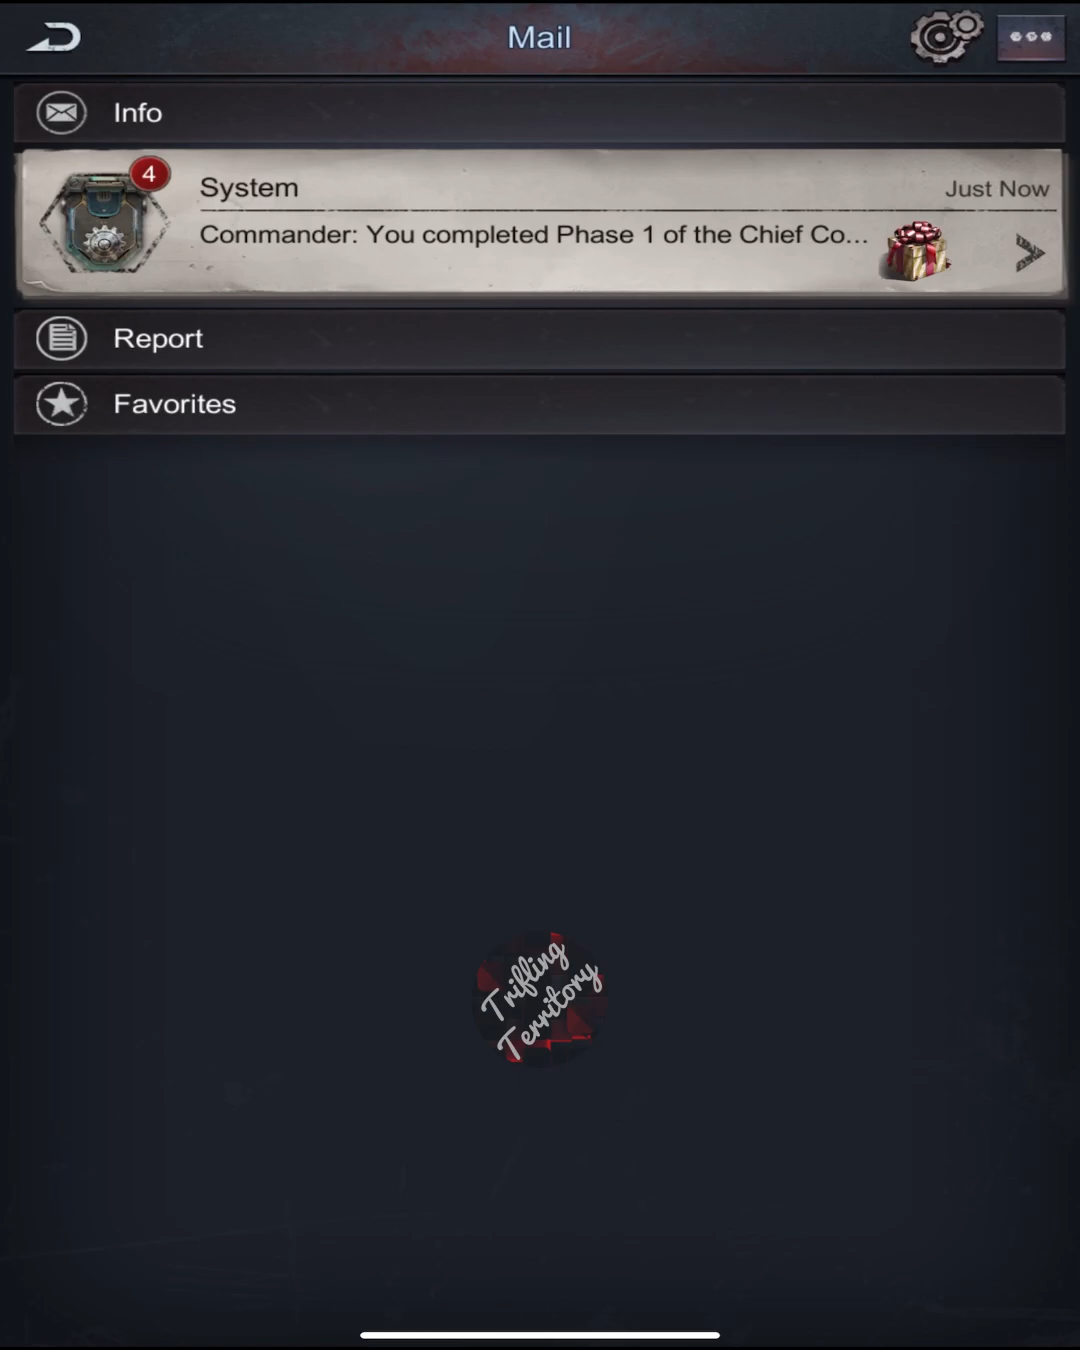 Mail
Info
4
System
Just Now
Commander: You completed Phase 1 of the Chief Co...
Report
Favorites
Trifling
Territory